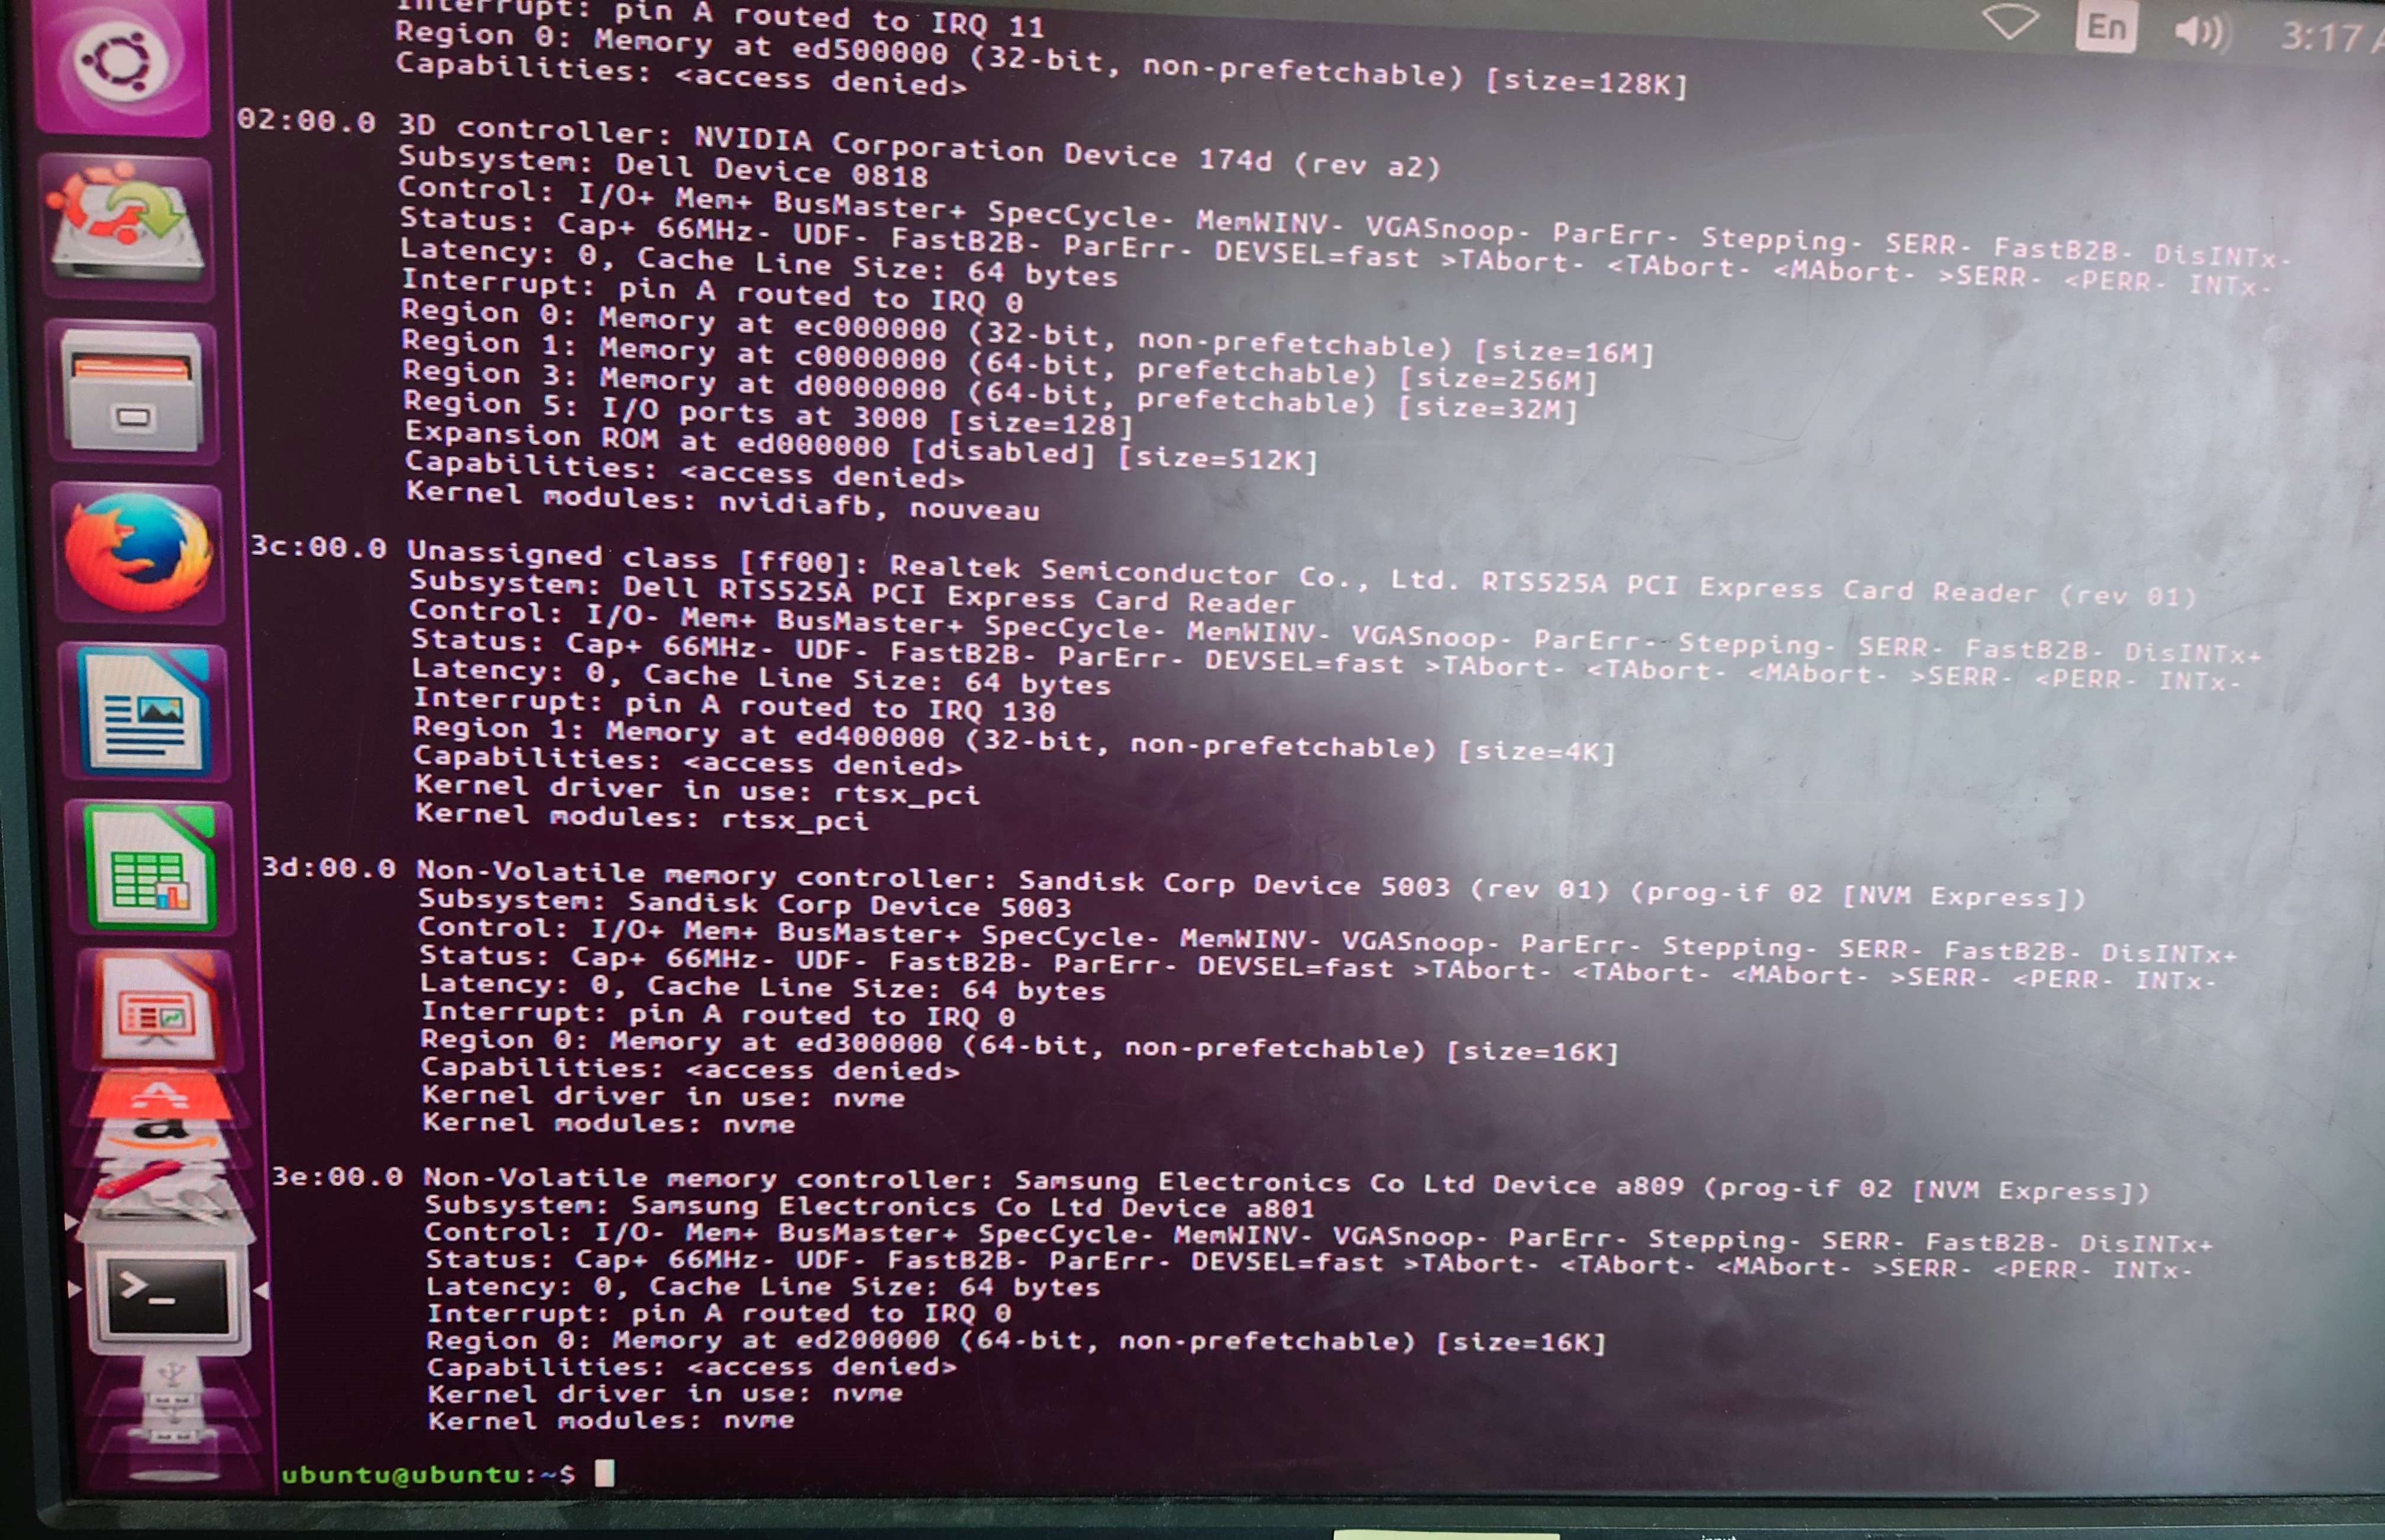 Interrupt: pin A routed to IRQ 11
Region 0: Memory at ed500000 (32-bit, non-prefetchable) [size=128K]
Capabilities: <access denied>
En
3:17
02:00.0 3D controller: NVIDIA Corporation Device 174d (rev a2)
Subsystem: Dell Device 0818
Control: I/O+ Mem+ BusMaster+ SpecCycle- MemWINV- VGASnoop- ParErr- Stepping- SERR- FastB2B- DisINTx-
Status: Cap+ 66MHz- UDF- FastB2B- ParErr- DEVSEL=fast >TAbort- <TAbort- <MAbort- >SERR- <PERR- INTx-
Latency: 0, Cache Line Size: 64 bytes
Interrupt: pin A routed to IRQ 0
Region 0: Memory at ec000000 (32-bit, non-prefetchable) [size=16M]
Region 1: Memory at c0000000 (64-bit, prefetchable) [size=256M]
Region 3: Memory at d0000000 (64-bit, prefetchable) [size=32M]
Region 5: I/O ports at 3000 [size=128]
Expansion ROM at ed000000 [disabled] [size=512K]
Capabilities: <access denied>
Kernel modules: nvidiafb, nouveau
3c:00.0 Unassigned class [ff00]: Realtek Semiconductor Co., Ltd. RTS525A PCI Express Card Reader (rev 01)
Subsystem: Dell RTS525A PCI Express Card Reader
Control: I/O- Mem+ BusMaster+ SpecCycle- MemWINV- VGASnoop- ParErr- Stepping- SERR- FastB2B- DisINTx+
Status: Cap+ 66MHz- UDF- FastB2B- ParErr- DEVSEL=fast >TAbort- <TAbort- <MAbort- >SERR- <PERR- INTx-
Latency: 0, Cache Line Size: 64 bytes
Interrupt: pin A routed to IRQ 130
Region 1: Memory at ed400000 (32-bit, non-prefetchable) [size=4K]
Capabilities: <access denied>
Kernel driver in use: rtsx_pci
Kernel modules: rtsx_pci
3d:00.0 Non-Volatile memory controller: Sandisk Corp Device 5003 (rev 01) (prog-if 02 [NVM Express])
Subsystem: Sandisk Corp Device 5003
Control: I/O+ Mem+ BusMaster+ SpecCycle- MemWINV- VGASnoop- ParErr- Stepping- SERR- FastB2B- DisINTx+
Status: Cap+ 66MHz- UDF- FastB2B- ParErr- DEVSEL=fast >TAbort- <TAbort- <MAbort- >SERR- <PERR- INTx-
Latency: 0, Cache Line Size: 64 bytes
Interrupt: pin A routed to IRQ 0
Region 0: Memory at ed300000 (64-bit, non-prefetchable) [size=16K]
Capabilities: <access denied>
Kernel driver in use: nvme
Kernel modules: nvme
3e:00.0 Non-Volatile memory controller: Samsung Electronics Co Ltd Device a809 (prog-if 02 [NVM Express])
Subsystem: Samsung Electronics Co Ltd Device a801
Control: I/O- Mem+ BusMaster+ SpecCycle- MemWINV- VGASnoop- ParErr- Stepping- SERR- FastB2B- DisINTx+
Status: Cap+ 66MHz- UDF- FastB2B- ParErr- DEVSEL=fast >TAbort- <TAbort- <MAbort- >SERR- <PERR- INTx-
Latency: 0, Cache Line Size: 64 bytes
Interrupt: pin A routed to IRQ 0
Region 0: Memory at ed200000 (64-bit, non-prefetchable) [size=16K]
Capabilities: <access denied>
Kernel driver in use: nvme
Kernel modules: nvme
ubuntu@ubuntu:~$